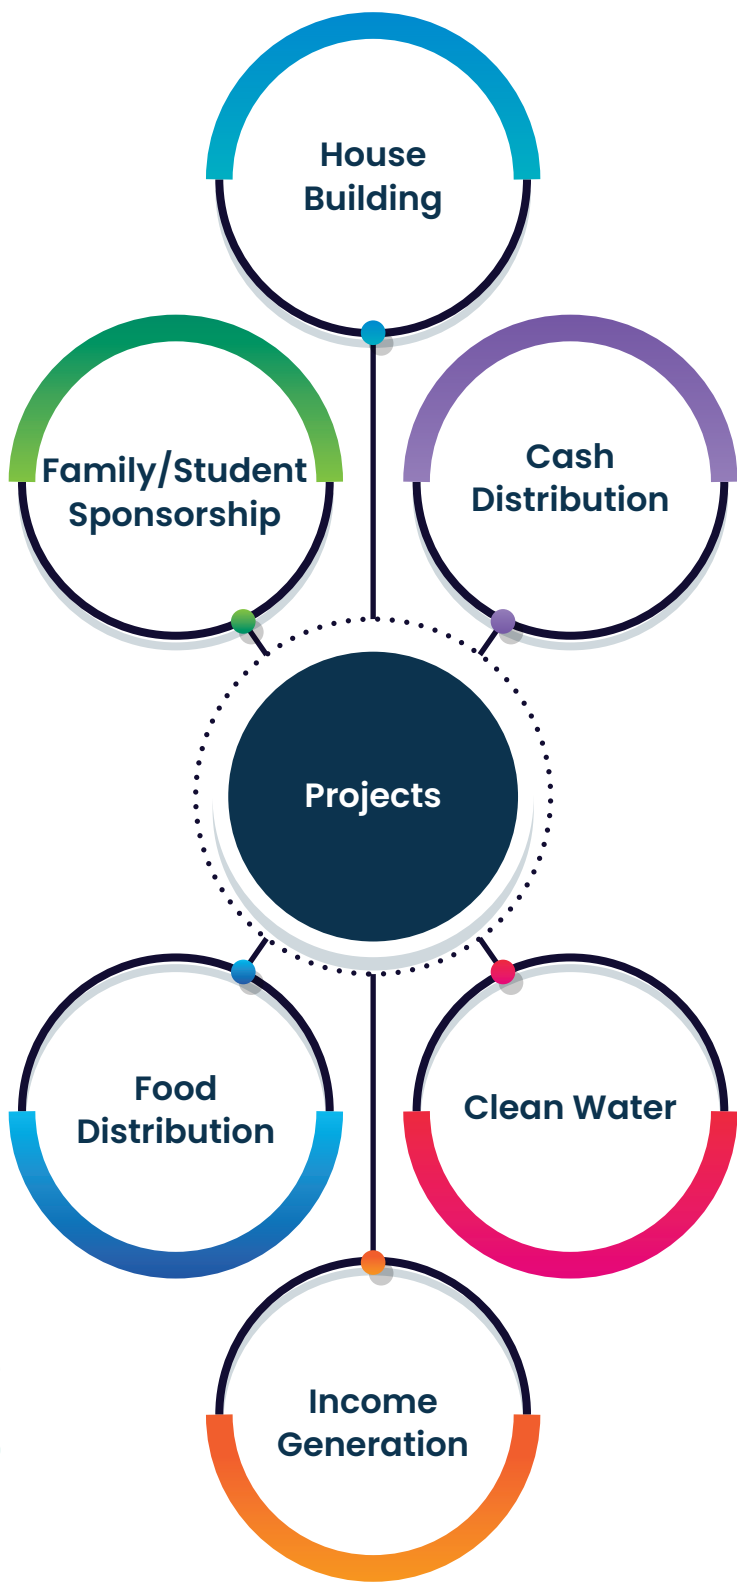 House
Building
Family/Student
Sponsorship
Cash
Distribution
Projects
Food
Distribution
Clean Water
Income
Generation